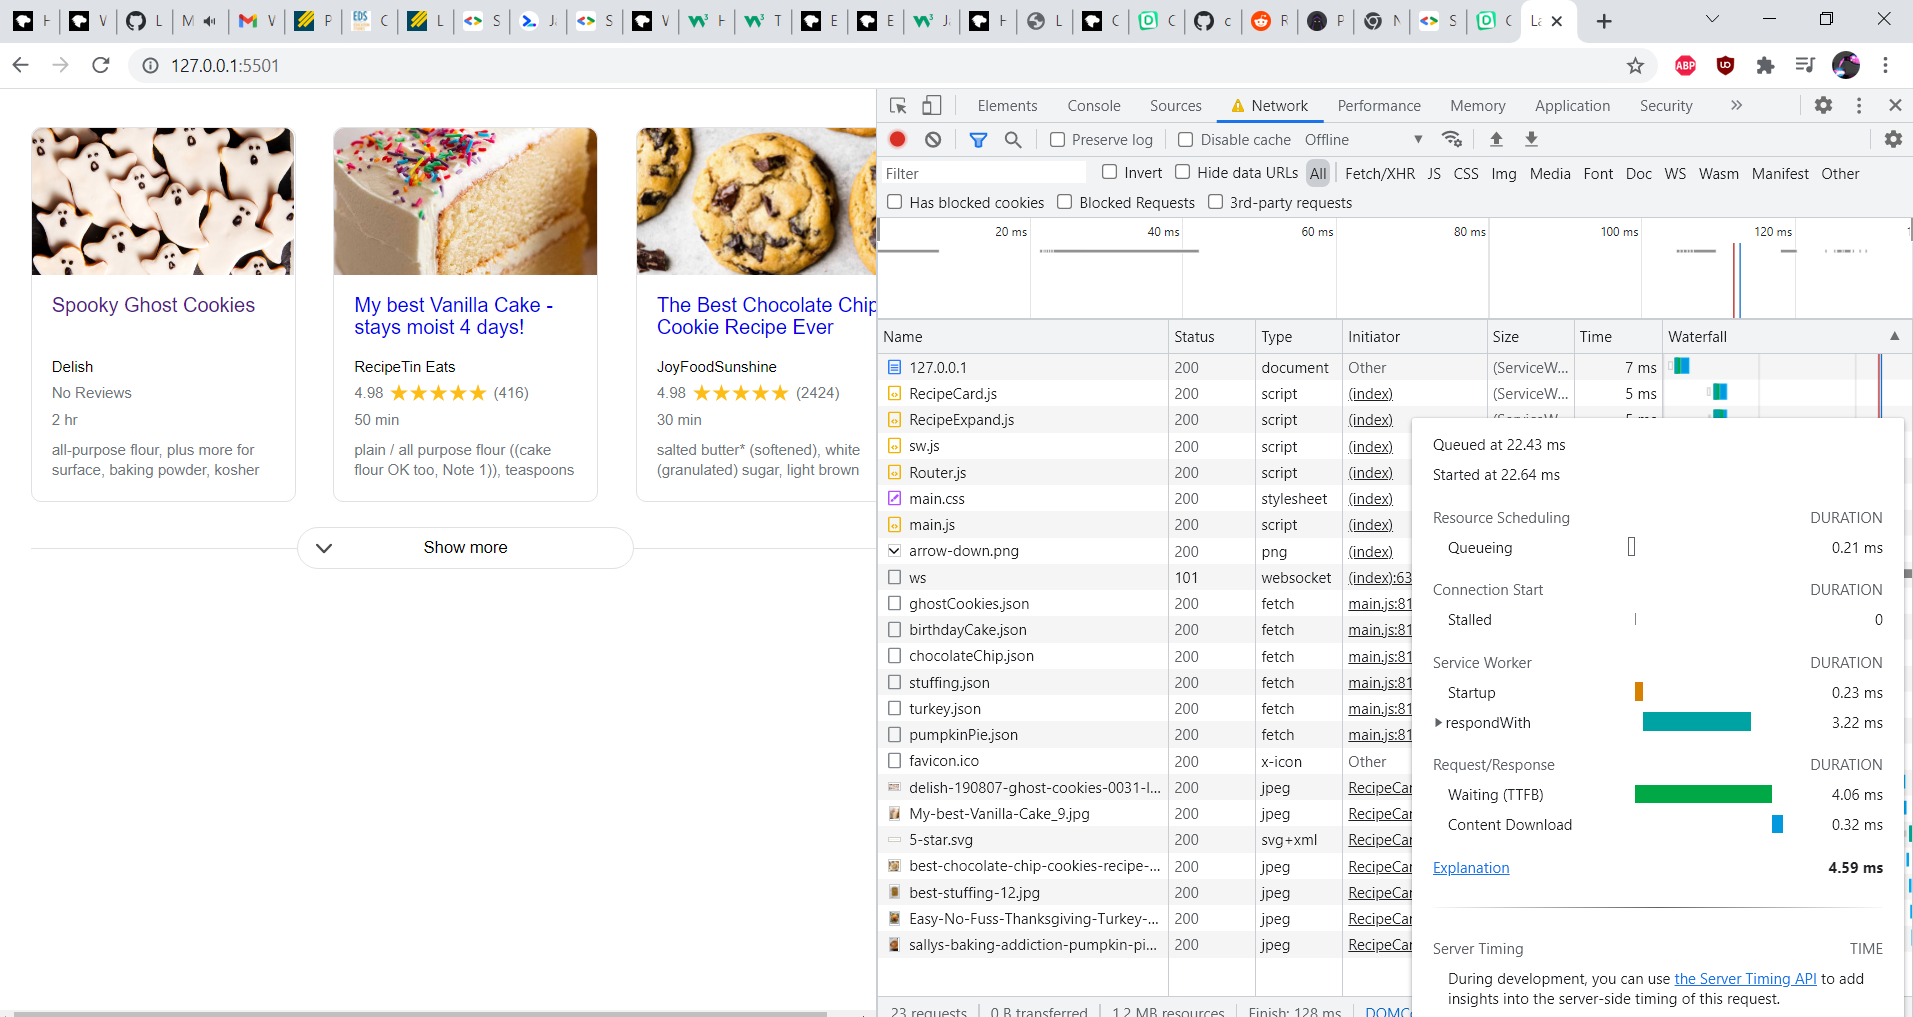 127.0.0.1:5501
ABP
Spooky Ghost Cookies
Delish
No Reviews
2 hr
all-purpose flour, plus more for
surface, baking powder, kosher
My best Vanilla Cake -
stays moist 4 days!
RecipeTin Eats
4.98 (416)
50 min
plain / all purpose flour ((cake
flour OK too, Note 1)), teaspoons
The Best Chocolate Chip
Cookie Recipe Ever
JoyFoodSunshine
4.98 (2424)
30 min
salted butter* (softened), white
(granulated) sugar, light brown
Show more
Elements Console Sources Network Performance Memory Application Security
Preserve log Disable cache Offline
Filter Invert Hide data URLs All Fetch/XHR JS CSS Img Media Font Doc WS Wasm Manifest Other
Has blocked cookies Blocked Requests 3rd-party requests
20 ms 40 ms 60 ms 80 ms 100 ms 120 ms
Name Status Type Initiator Size Time Waterfall
127.0.0.1 200 document Other (ServiceW... 7 ms
RecipeCard.js 200 script (index) (ServiceW... 5 ms
RecipeExpand.js 200 script (index) (ServiceW... 5 ms
sw.js 200 script (index)
Router.js 200 script (index)
main.css 200 stylesheet (index)
main.js 200 script (index)
arrow-down.png 200 png (index)
ws 101 websocket (index):63
ghostCookies.json 200 fetch main.js:81
birthdayCake.json 200 fetch main.js:81
chocolateChip.json 200 fetch main.js:81
stuffing.json 200 fetch main.js:81
turkey.json 200 fetch main.js:81
pumpkinPie.json 200 fetch main.js:81
favicon.ico 200 x-icon Other
delish-190807-ghost-cookies-0031-l... 200 jpeg RecipeCar
My-best-Vanilla-Cake_9.jpg 200 jpeg RecipeCar
5-star.svg 200 svg+xml RecipeCar
best-chocolate-chip-cookies-recipe-... 200 jpeg RecipeCar
best-stuffing-12.jpg 200 jpeg RecipeCar
Easy-No-Fuss-Thanksgiving-Turkey-... 200 jpeg RecipeCar
sallys-baking-addiction-pumpkin-pi... 200 jpeg RecipeCar
Queued at 22.43 ms
Started at 22.64 ms
Resource Scheduling DURATION
Queueing 0.21 ms
Connection Start DURATION
Stalled 0
Service Worker DURATION
Startup 0.23 ms
respondWith 3.22 ms
Request/Response DURATION
Waiting (TTFB) 4.06 ms
Content Download 0.32 ms
Explanation 4.59 ms
Server Timing TIME
During development, you can use the Server Timing API to add
insights into the server-side timing of this request.
23 requests 0 B transferred 1.2 MB resources Finish: 128 ms DOMC